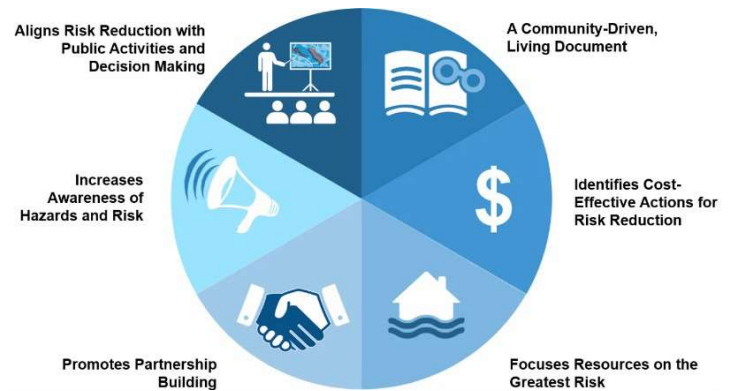 Aligns Risk Reduction with
Public Activities and
Decision Making
A Community-Driven,
Living Document
Increases
Awareness of
Hazards and Risk
$
Identifies Cost-
Effective Actions for
Risk Reduction
Promotes Partnership
Building
Focuses Resources on the
Greatest Risk